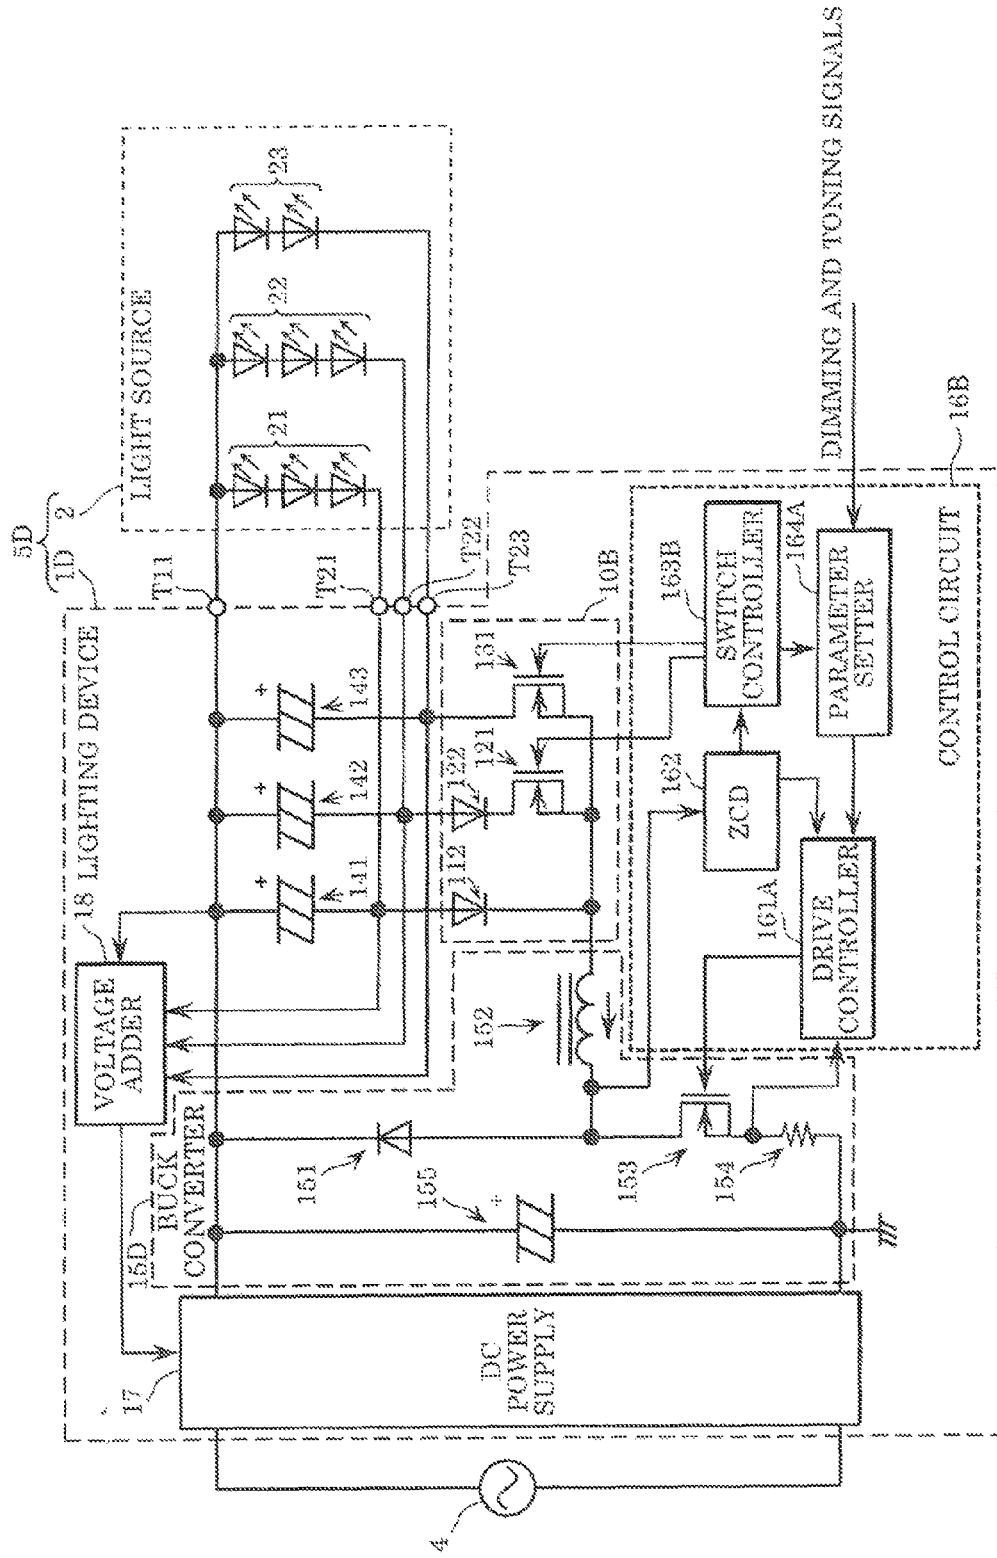 5D
1D
2
LIGHTING DEVICE
LIGHT SOURCE
18
VOLTAGE
ADDER
T11
T21
T22
T23
21
22
23
+
141
+
142
+
143
15D
BUCK
CONVERTER
17
DC
POWER
SUPPLY
4
151
155
+
152
153
154
112
122
121
131
10B
162
ZCD
163B
SWITCH
CONTROLLER
164A
PARAMETER
SETTER
161A
DRIVE
CONTROLLER
CONTROL CIRCUIT
16B
DIMMING AND TONING SIGNALS